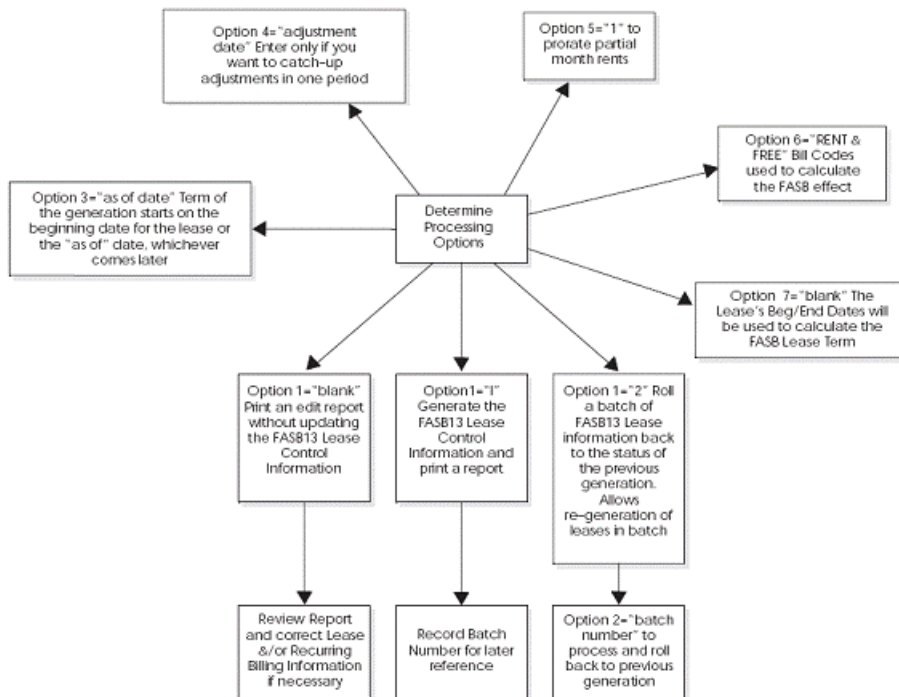 Option 4="adjustment
date" Enter only if you
want to catch-up
adjustments in one period
Option 5="1" to
prorate partial
month rents
Option 6="RENT &
FREE" Bill Codes
used to calculate
the FASB effect
Option 3="as of date" Term of
the generation starts on the
beginning date for the lease or
the "as of" date, whichever
comes later
Determine
Processing
Options
Option 7="blank" The
Lease's Beg/End Dates will
be used to calculate the
FASB Lease Term
Option 1="blank"
Print an edit report
without updating
the FASB13 Lease
Control
Information
Option1="I"
Generate the
FASB13 Lease
Control
Information and
print a report
Option 1="2" Roll
a batch of
FASB13 Lease
information back
to the status of
the previous
generation.
Allows
re-generation of
leases in batch
Review Report
and correct Lease
&/or Recurring
Billing Information
if necessary
Record Batch
Number for later
reference
Option 2="batch
number" to
process and roll
back to previous
generation